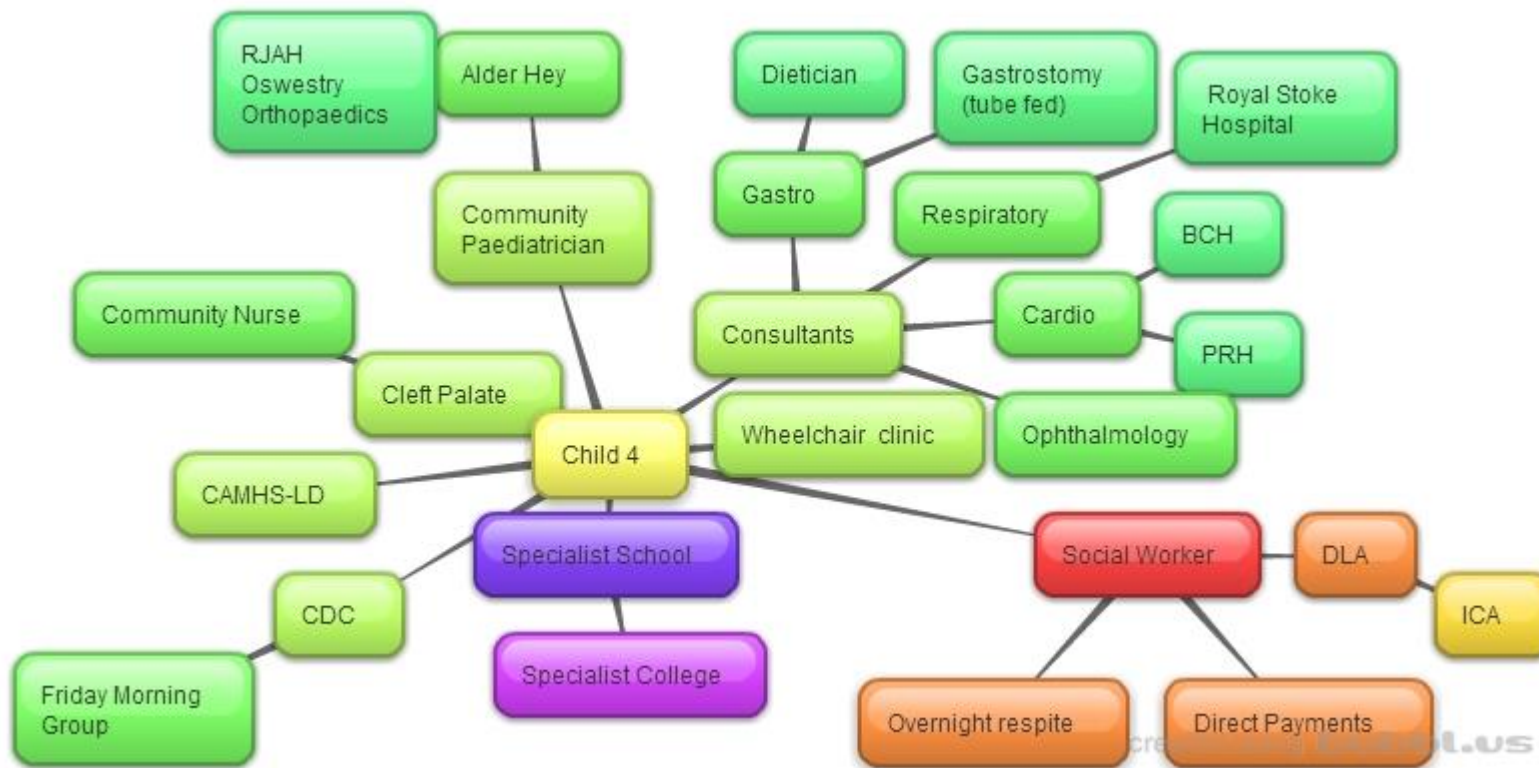 RJAH
Oswestry
Orthopaedics
Alder Hey
Dietician
Gastrostomy
(tube fed)
Royal Stoke
Hospital
Community
Paediatrician
Gastro
Respiratory
BCH
Community Nurse
Consultants
Cardio
PRH
Cleft Palate
Child 4
Wheelchair clinic
Ophthalmology
CAMHS-LD
Specialist School
Social Worker
DLA
ICA
CDC
Specialist College
Friday Morning
Group
Overnight respite
Direct Payments